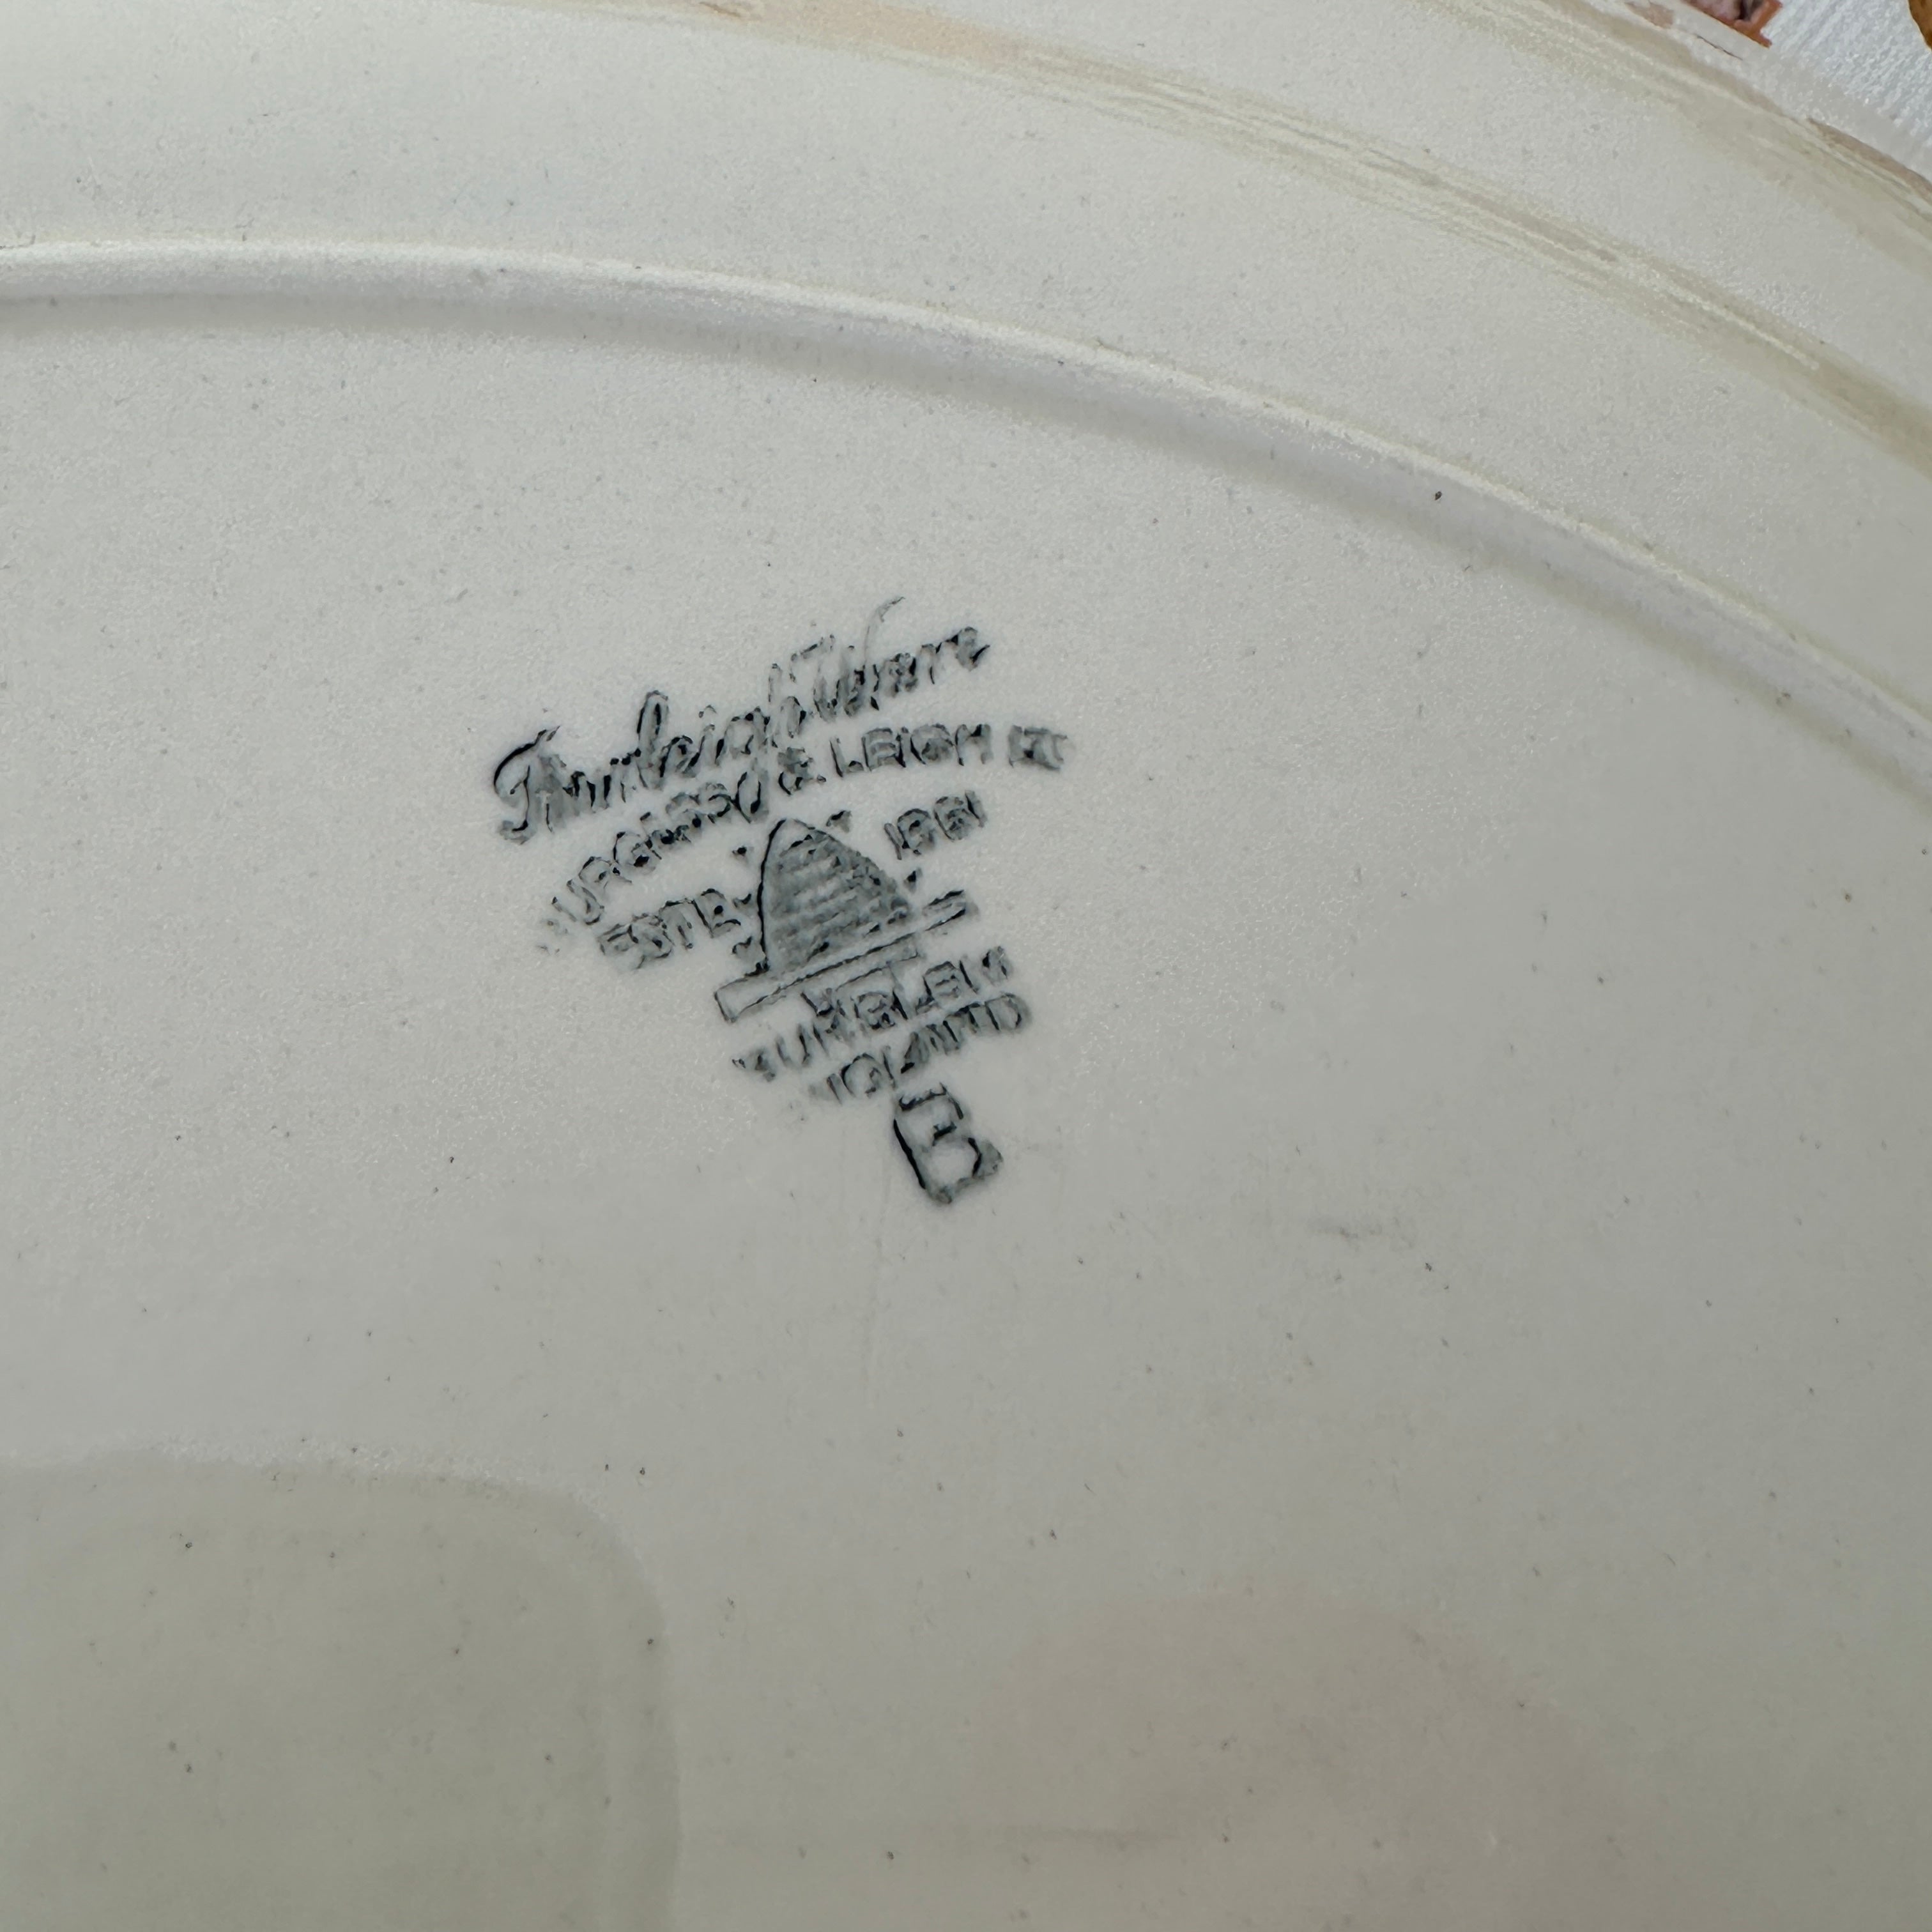 Burleigh Ware
BURGESS & LEIGH LTD
ESTD 1851
BURSLEM
ENGLAND
B